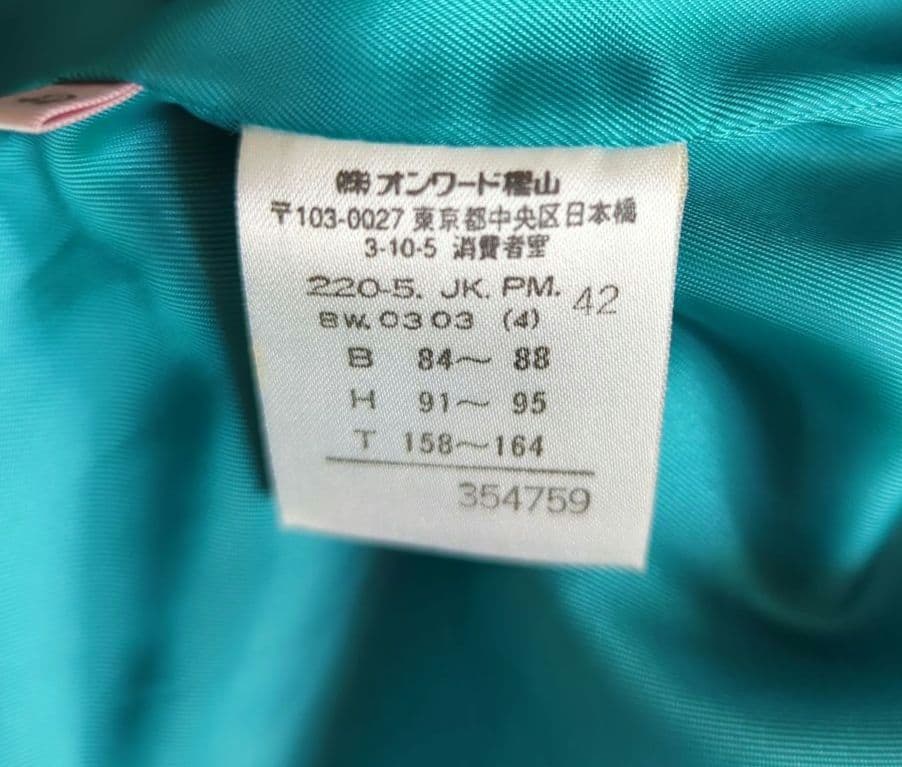 ㈱オンワード樫山
〒103-0027 東京都中央区日本橋
3-10-5 消費者室
220-5. JK. PM. 42
BW. 0303 (4)
B 84～ 88
H 91～ 95
T 158～164
354759